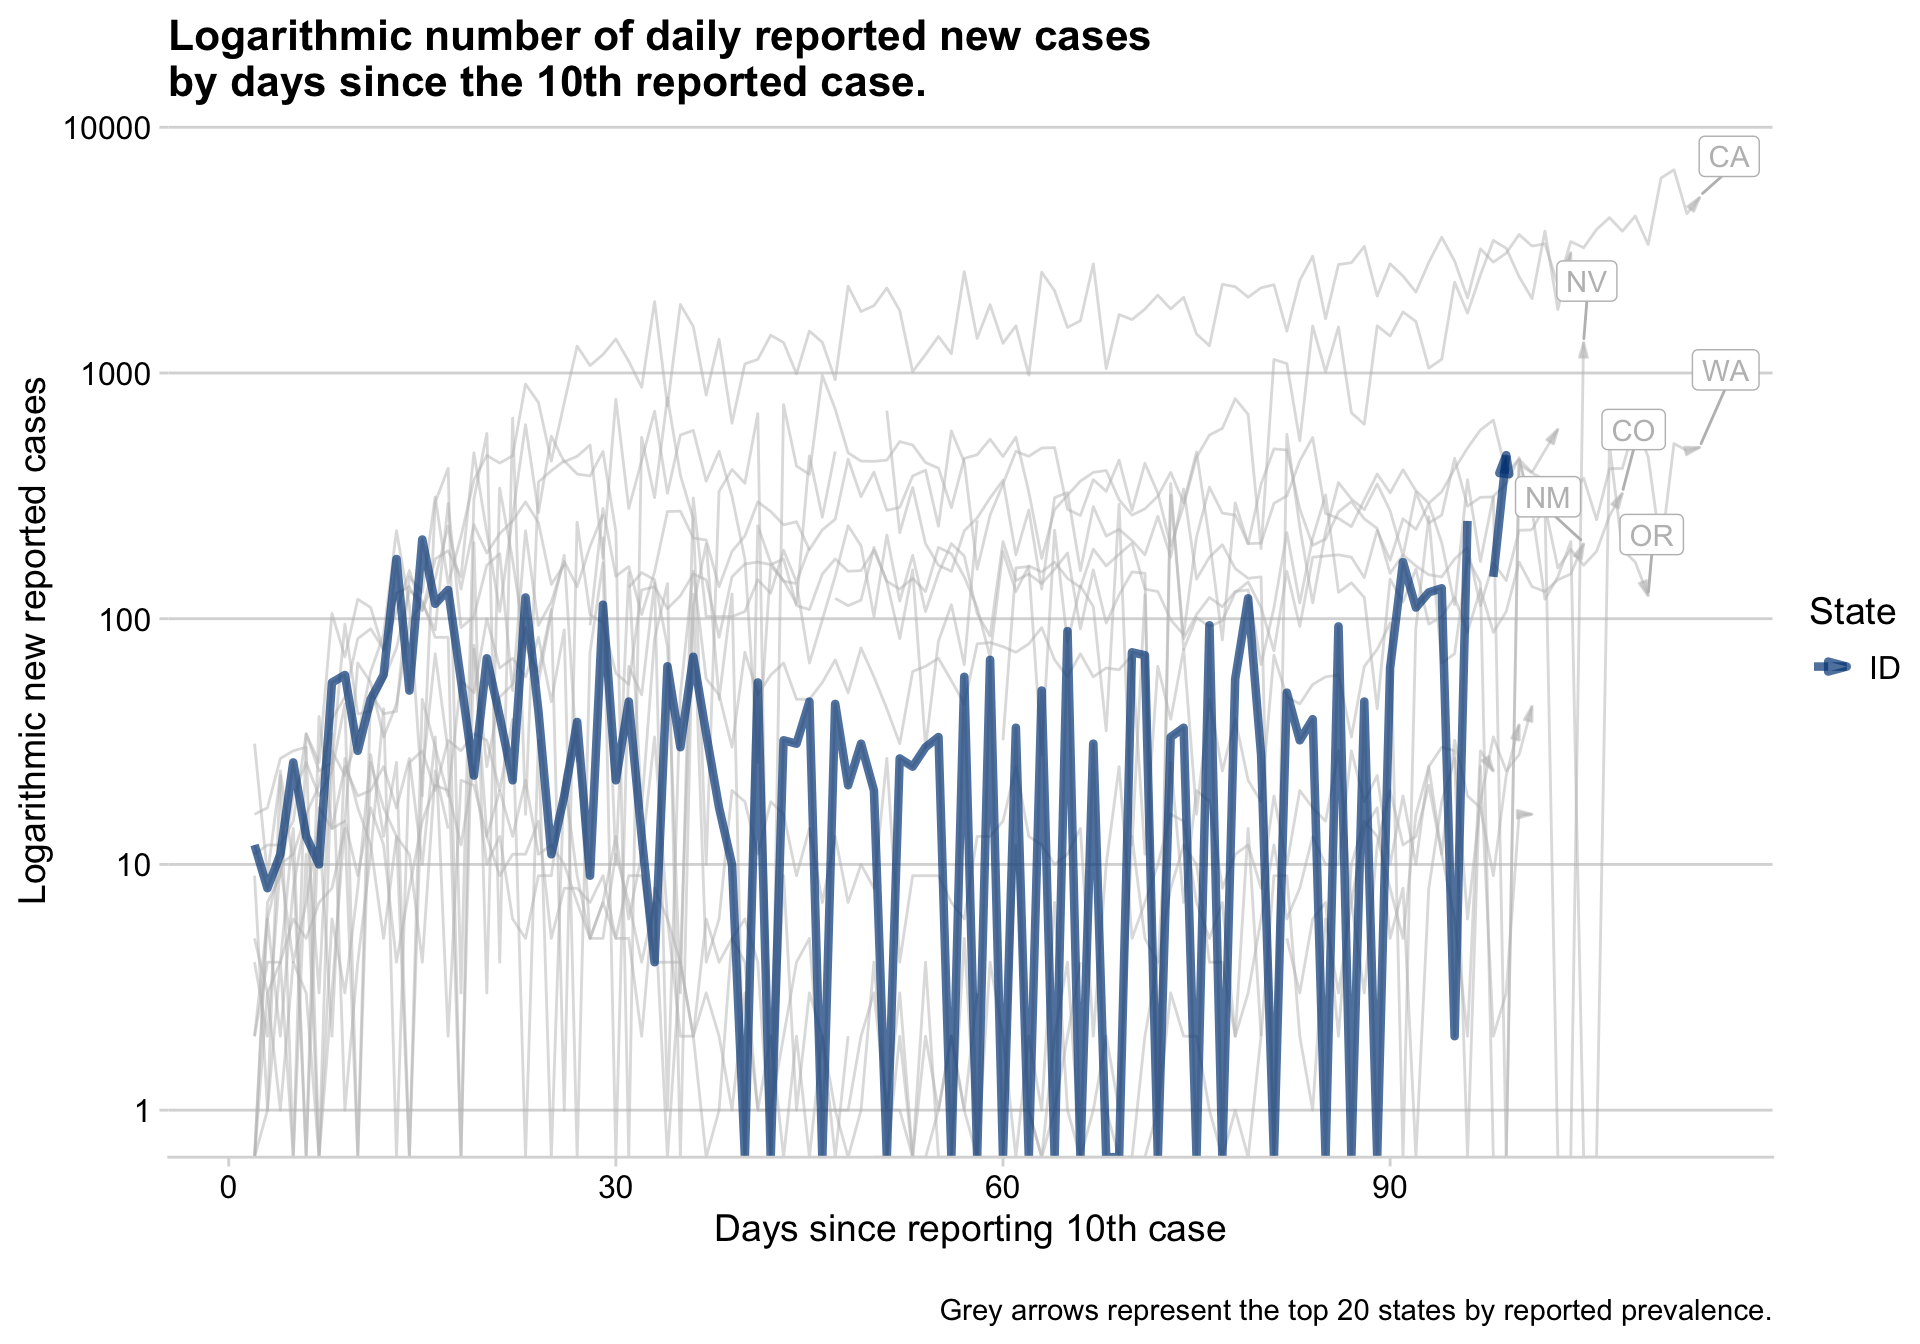 Logarithmic number of daily reported new cases
by days since the 10th reported case.
Logarithmic new reported cases
10000
1000
100
10
1
CA
NV
WA
CO
NM
OR
State
ID
0
30
60
90
Days since reporting 10th case
Grey arrows represent the top 20 states by reported prevalence.